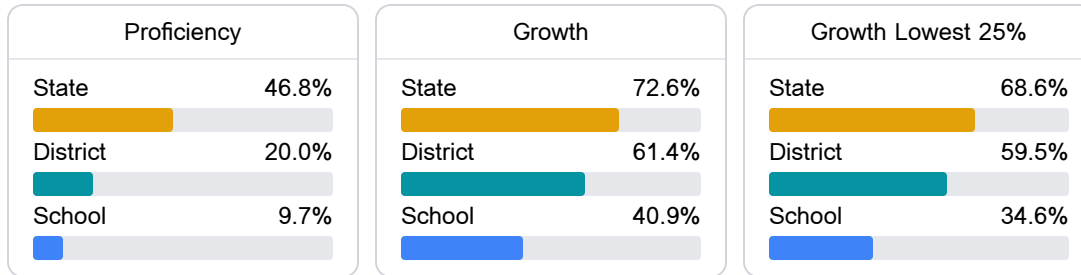 Proficiency
State 46.8%
District 20.0%
School 9.7%
Growth
State 72.6%
District 61.4%
School 40.9%
Growth Lowest 25%
State 68.6%
District 59.5%
School 34.6%